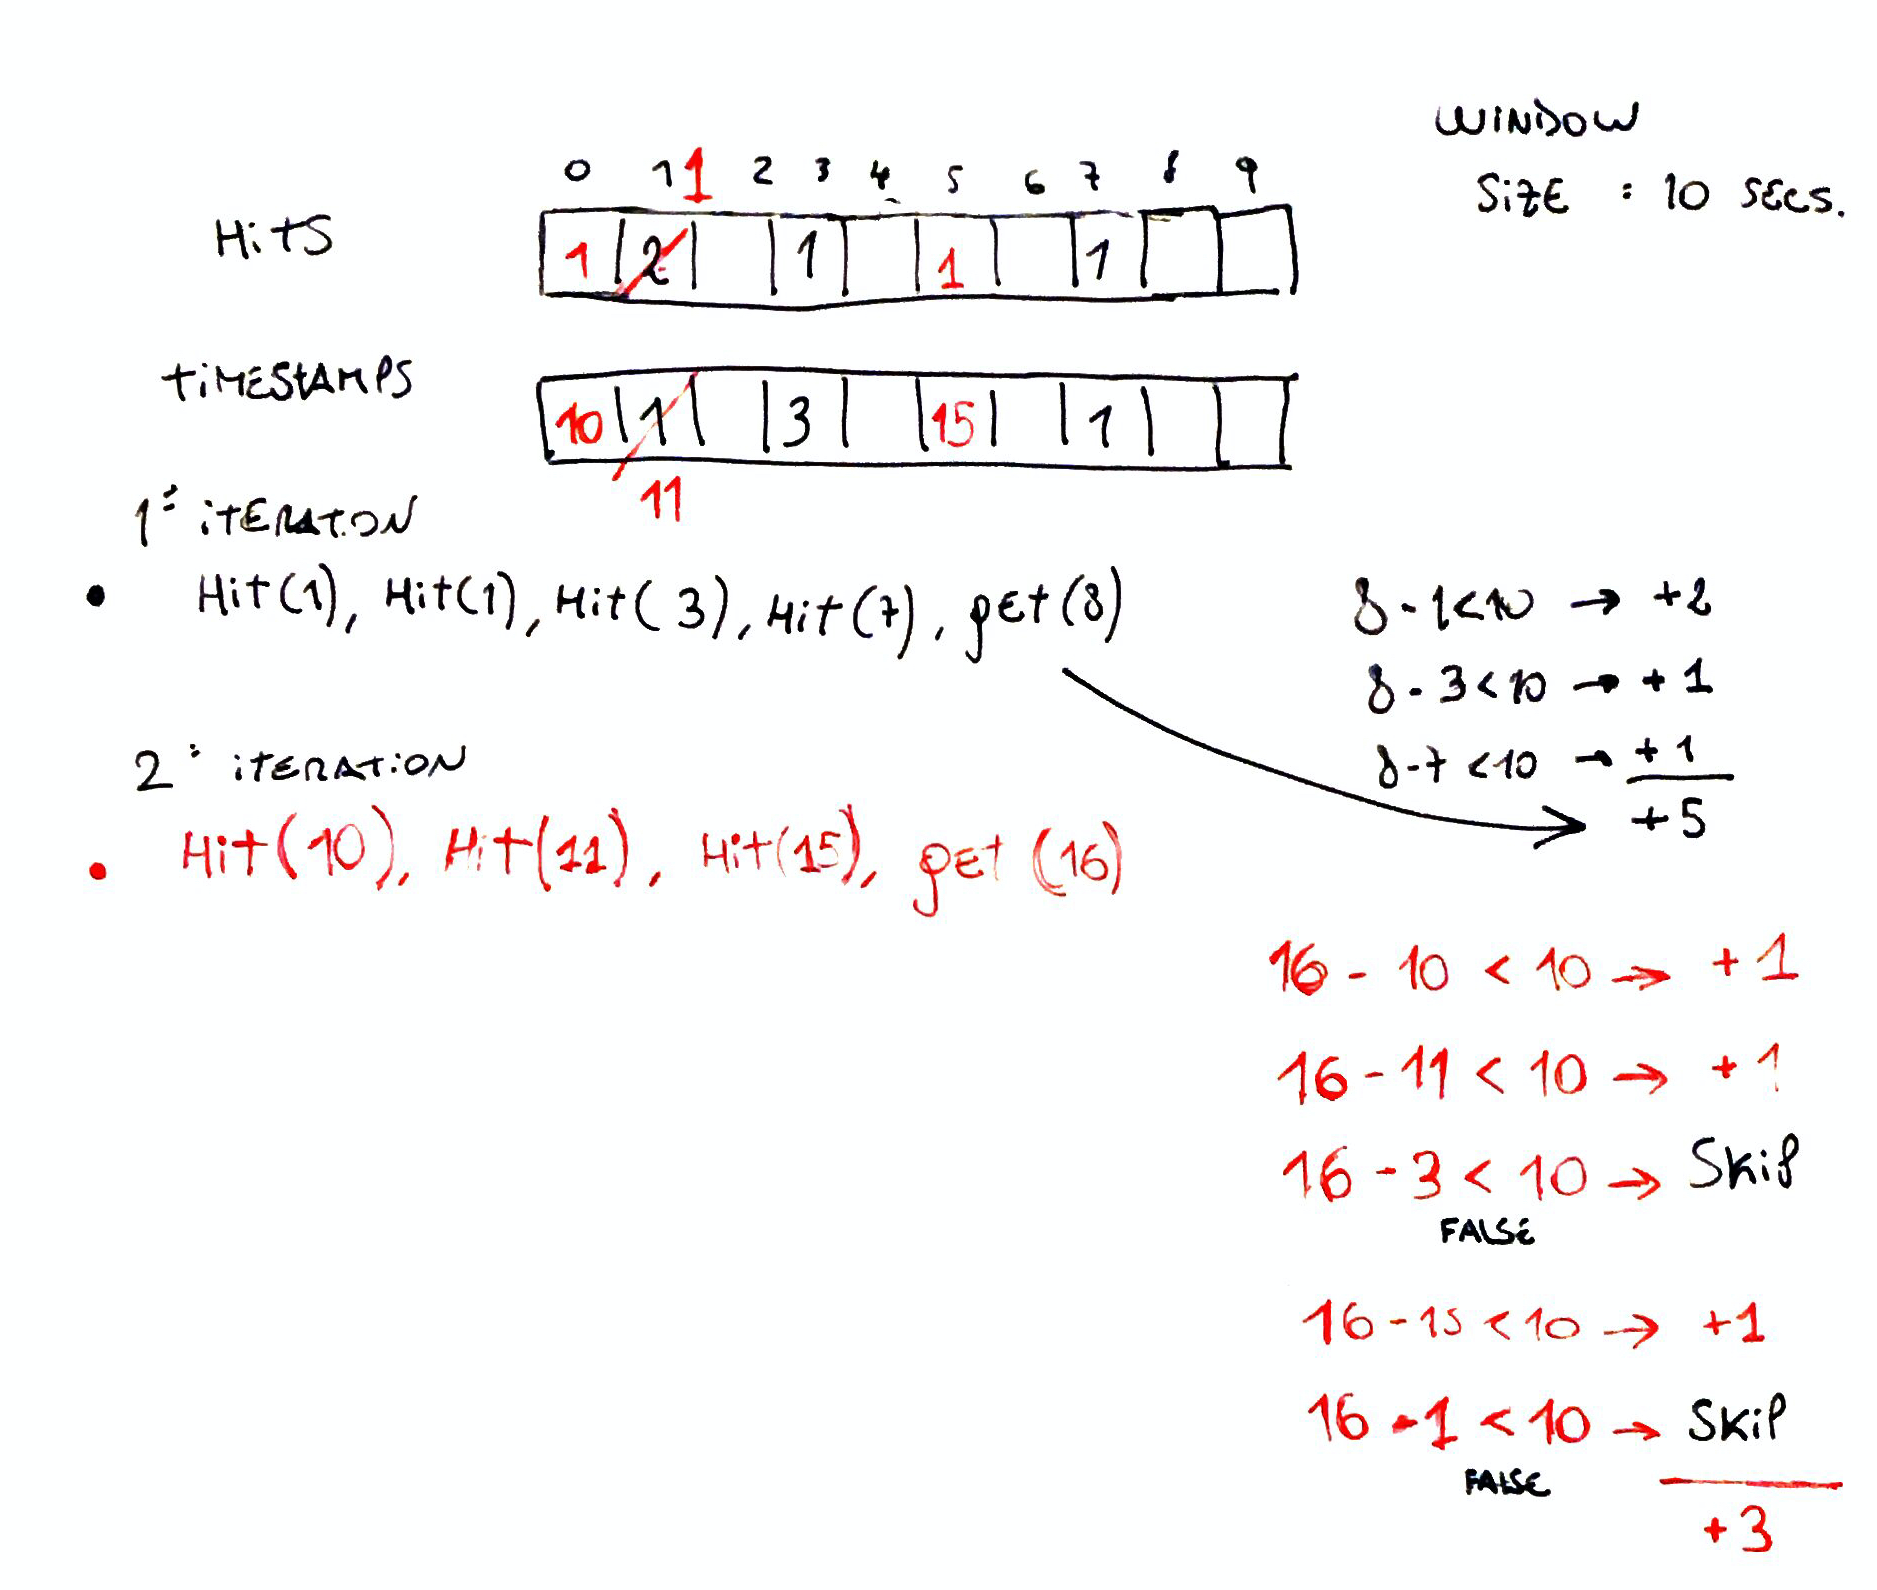 WINDOW
SIZE : 10 SECS.
0 1 1 2 3 4 5 6 7 8 9
HITS 1 2 1 1 1
TIMESTAMPS 10 1 3 15 1
11
1° ITERATION
• Hit(1), Hit(1), Hit(3), Hit(7), get(8)
8-1<10 → +2
8-3<10 → +1
8-7<10 → +1
+5
2° ITERATION
• Hit(10), Hit(11), Hit(15), get(16)
16-10<10 → +1
16-11<10 → +1
16-3<10 → SKIP
FALSE
16-15<10 → +1
16-1<10 → SKIP
FALSE
+3